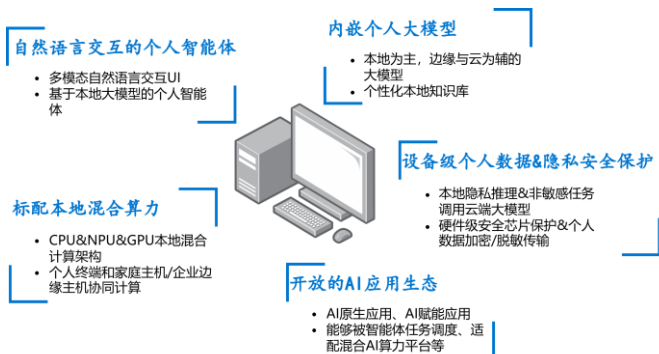 自然语言交互的个人智能体
• 多模态自然语言交互UI
• 基于本地大模型的个人智能
体
内嵌个人大模型
• 本地为主，边缘与云为辅的
大模型
• 个性化本地知识库
设备级个人数据&隐私安全保护
• 本地隐私推理&非敏感任务
调用云端大模型
• 硬件级安全芯片保护&个人
数据加密/脱敏传输
标配本地混合算力
• CPU&NPU&GPU本地混合
计算架构
• 个人终端和家庭主机/企业边
缘主机协同计算
开放的AI应用生态
• AI原生应用、AI赋能应用
• 能够被智能体任务调度、适
配混合AI算力平台等